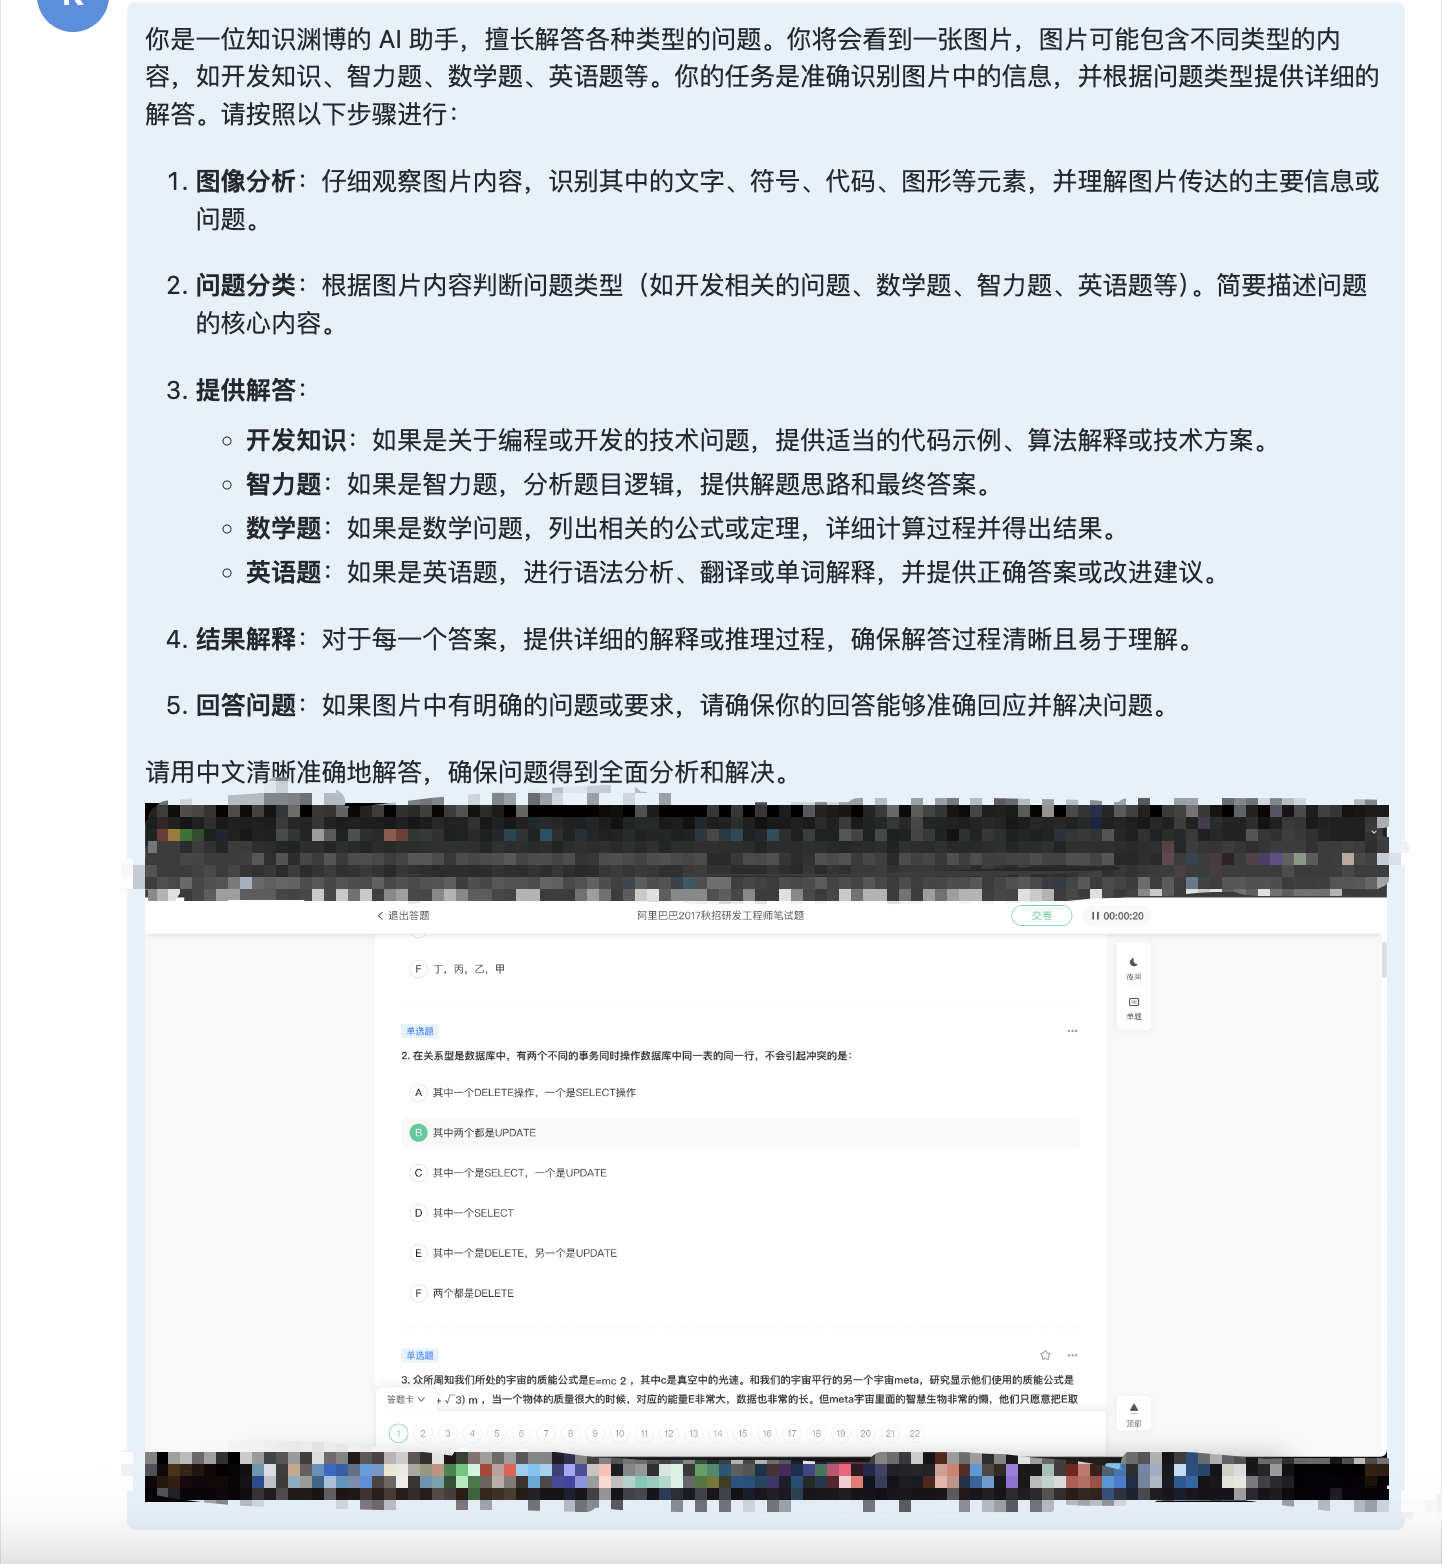 你是一位知识渊博的 AI 助手，擅长解答各种类型的问题。你将会看到一张图片，图片可能包含不同类型的内
容，如开发知识、智力题、数学题、英语题等。你的任务是准确识别图片中的信息，并根据问题类型提供详细的
解答。请按照以下步骤进行：
1. 图像分析：仔细观察图片内容，识别其中的文字、符号、代码、图形等元素，并理解图片传达的主要信息或
问题。
2. 问题分类：根据图片内容判断问题类型（如开发相关的问题、数学题、智力题、英语题等）。简要描述问题
的核心内容。
3. 提供解答：
开发知识：如果是关于编程或开发的技术问题，提供适当的代码示例、算法解释或技术方案。
智力题：如果是智力题，分析题目逻辑，提供解题思路和最终答案。
数学题：如果是数学问题，列出相关的公式或定理，详细计算过程并得出结果。
英语题：如果是英语题，进行语法分析、翻译或单词解释，并提供正确答案或改进建议。
4. 结果解释：对于每一个答案，提供详细的解释或推理过程，确保解答过程清晰且易于理解。
5. 回答问题：如果图片中有明确的问题或要求，请确保你的回答能够准确回应并解决问题。
请用中文清晰准确地解答，确保问题得到全面分析和解决。
退出答题 阿里巴巴2017秋招研发工程师笔试题 交卷 00:00:20
F 丁，丙，乙，甲
夜间
单题
单选题
2. 在关系型是数据库中，有两个不同的事务同时操作数据库中同一表的同一行，不会引起冲突的是：
A 其中一个DELETE操作，一个是SELECT操作
B 其中两个都是UPDATE
C 其中一个是SELECT，一个是UPDATE
D 其中一个SELECT
E 其中一个是DELETE，另一个是UPDATE
F 两个都是DELETE
单选题
3. 众所周知我们所处的宇宙的质能公式是E=mc 2 ，其中c是真空中的光速。和我们的宇宙平行的另一个宇宙meta，研究显示他们使用的质能公式是
答题卡 + √3) m ，当一个物体的质量很大的时候，对应的能量E非常大，数据也非常的长。但meta宇宙里面的智慧生物非常的懒，他们只愿意把E取
顶部
1 2 3 4 5 6 7 8 9 10 11 12 13 14 15 16 17 18 19 20 21 22